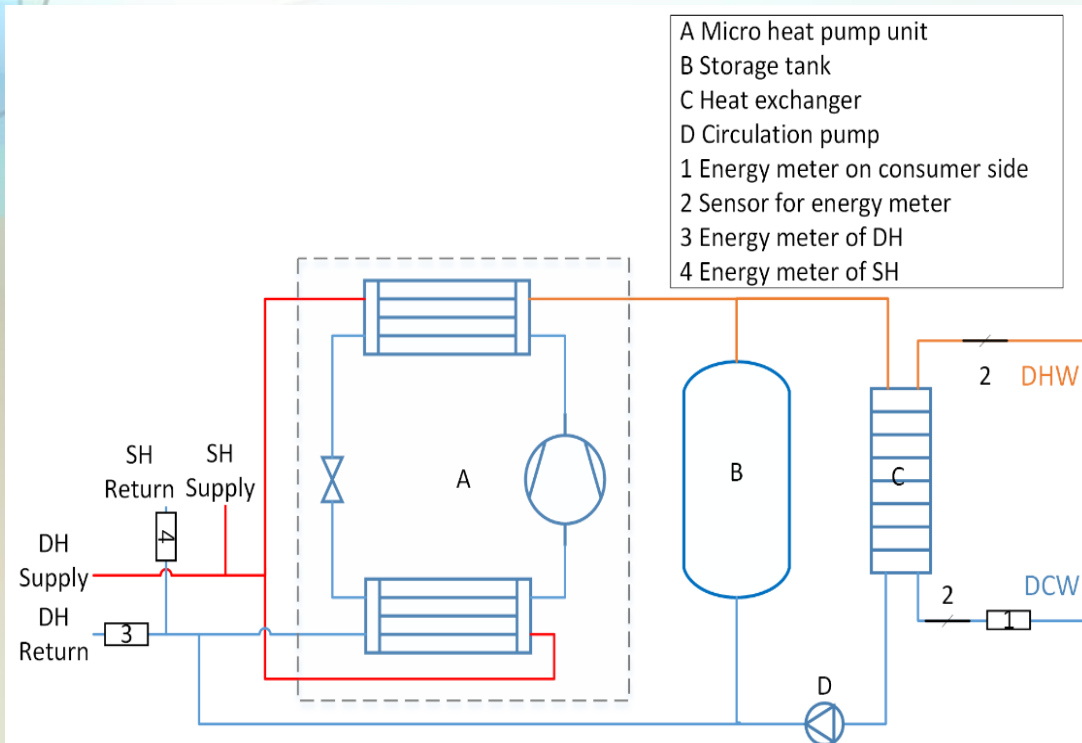 A Micro heat pump unit
B Storage tank
C Heat exchanger
D Circulation pump
1 Energy meter on consumer side
2 Sensor for energy meter
3 Energy meter of DH
4 Energy meter of SH
2
DHW
SH
Return
SH
Supply
A
B
C
4
DH
Supply
DH
Return
3
2
DCW
1
D